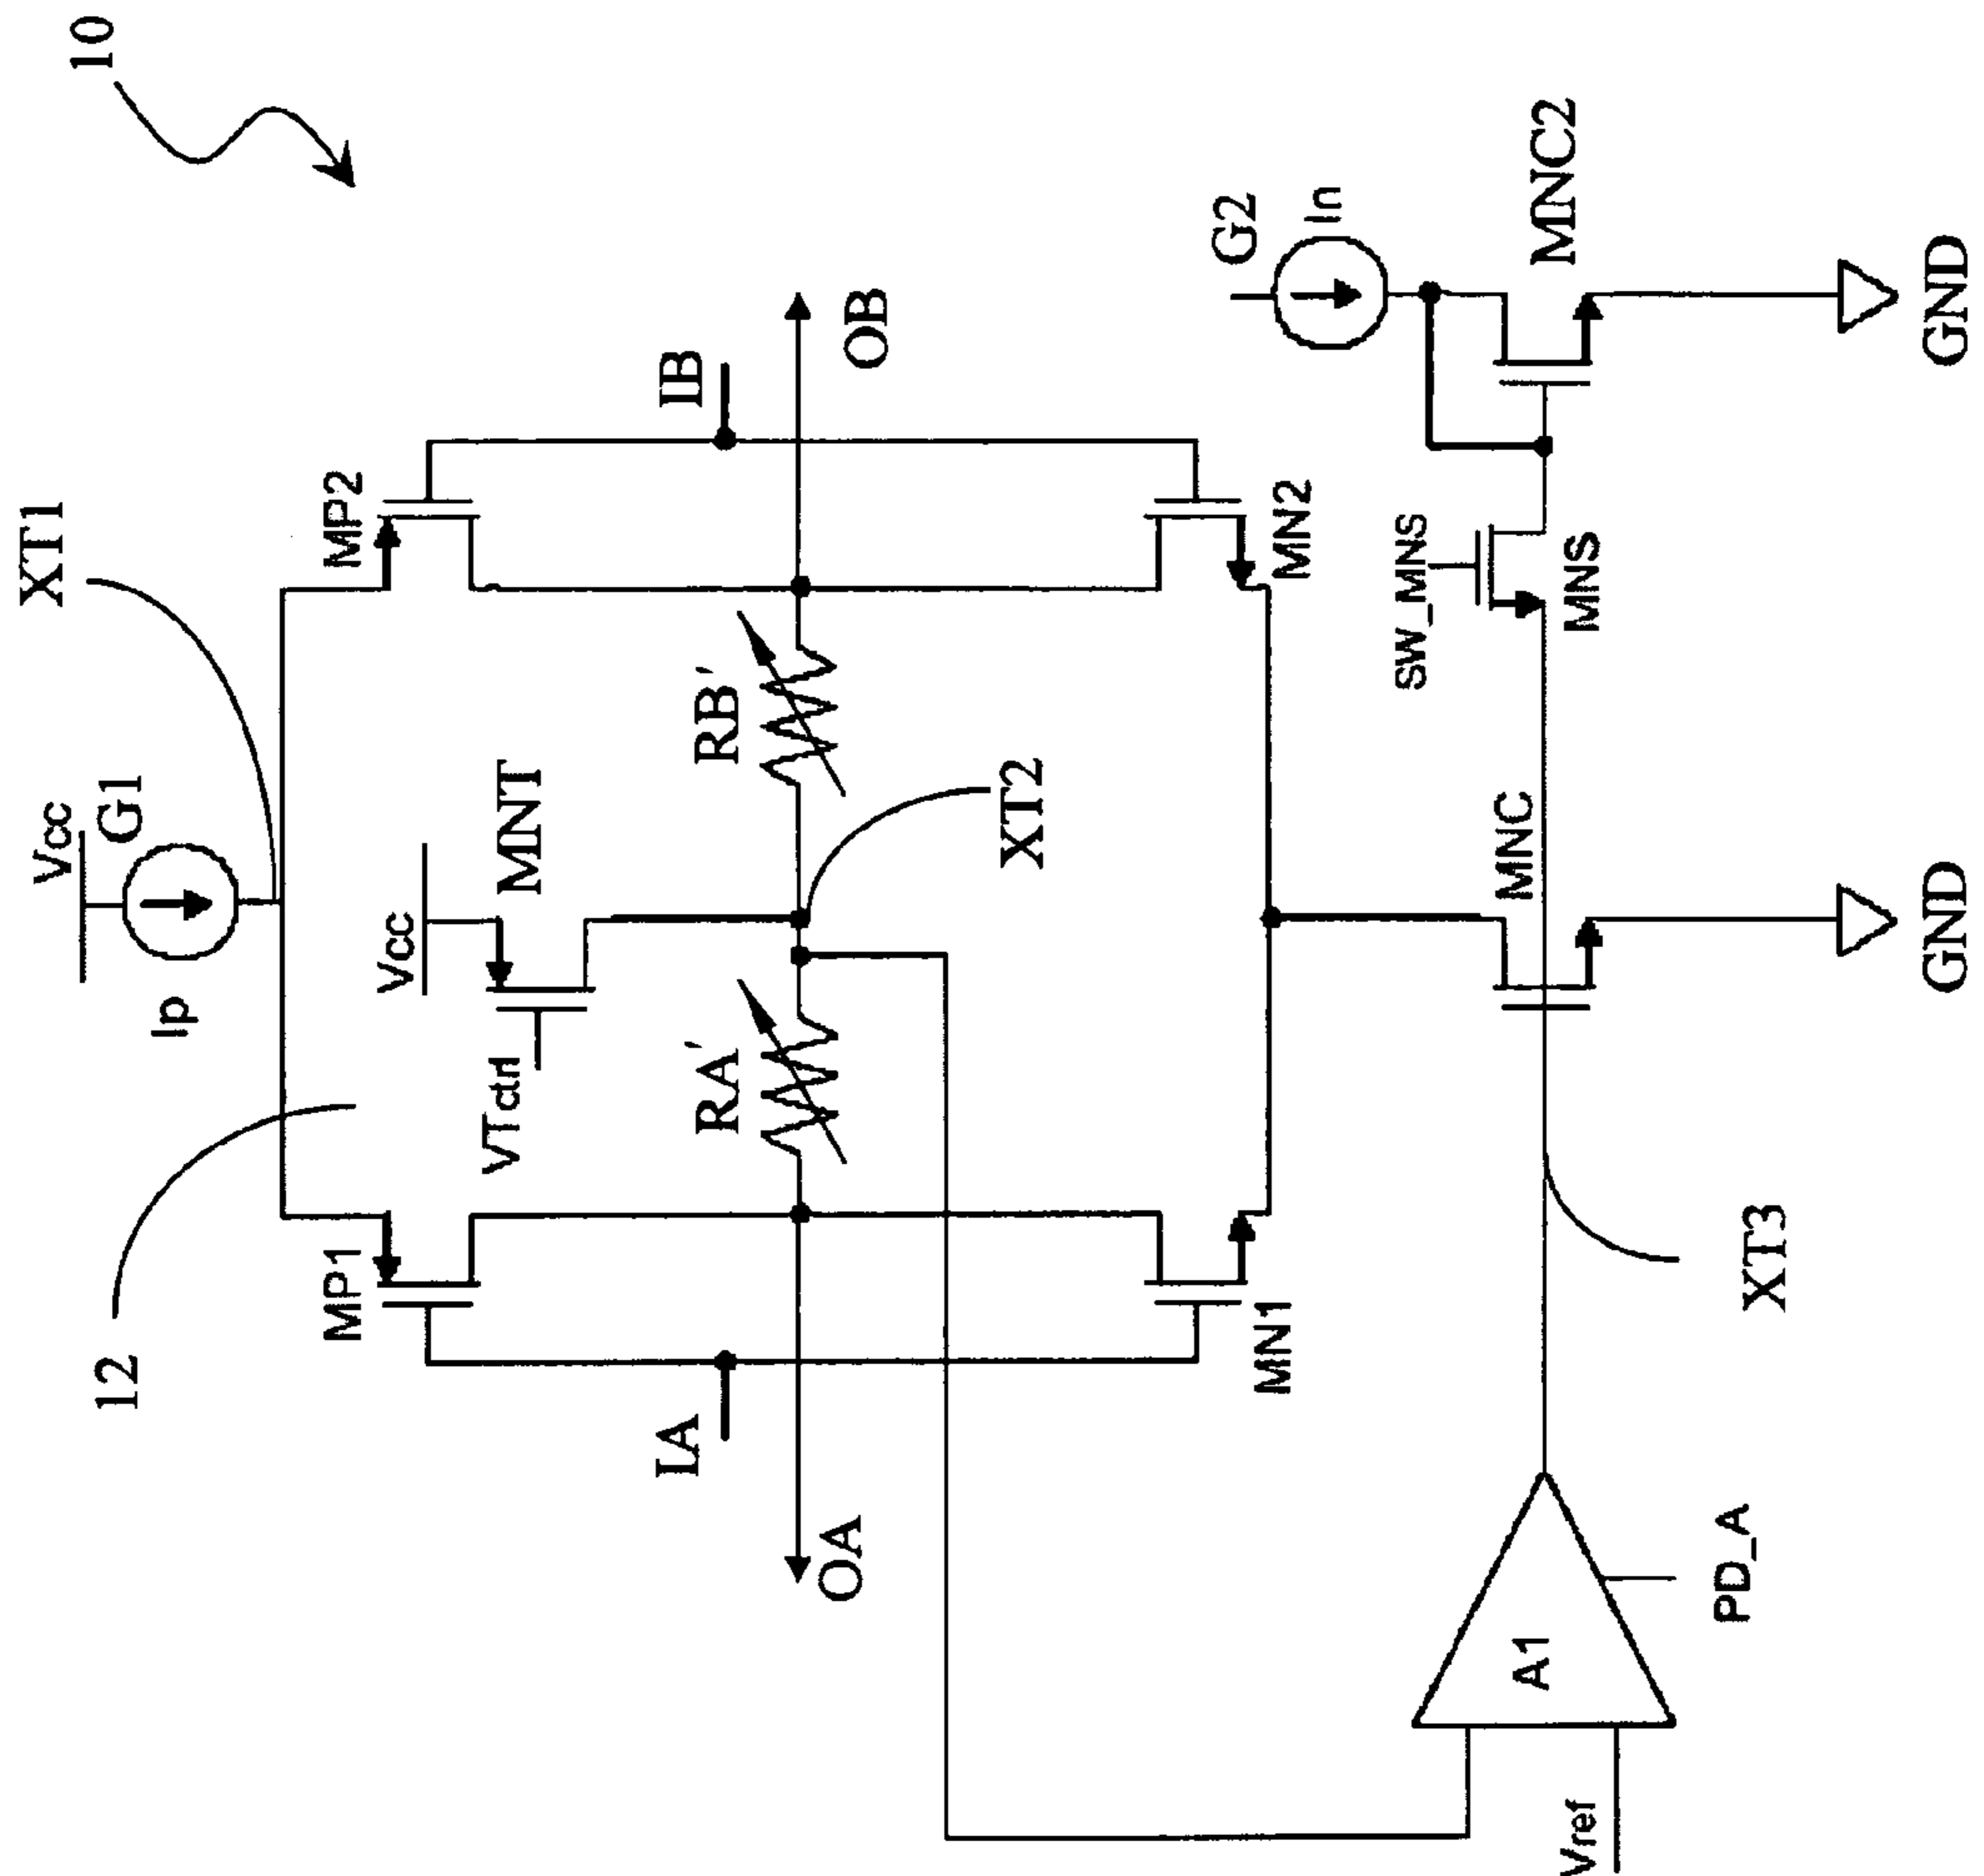 10
XT1
Vcc
G1
Ip
12
MP1
MP2
Vcc
MNT
VTctrl
IA
IB
RA'
RB'
OA
OB
XT2
MN1
MN2
G2
In
SW_MNS
MNS
MNC
MNC2
A1
Vref
PD_A
XT3
GND
GND